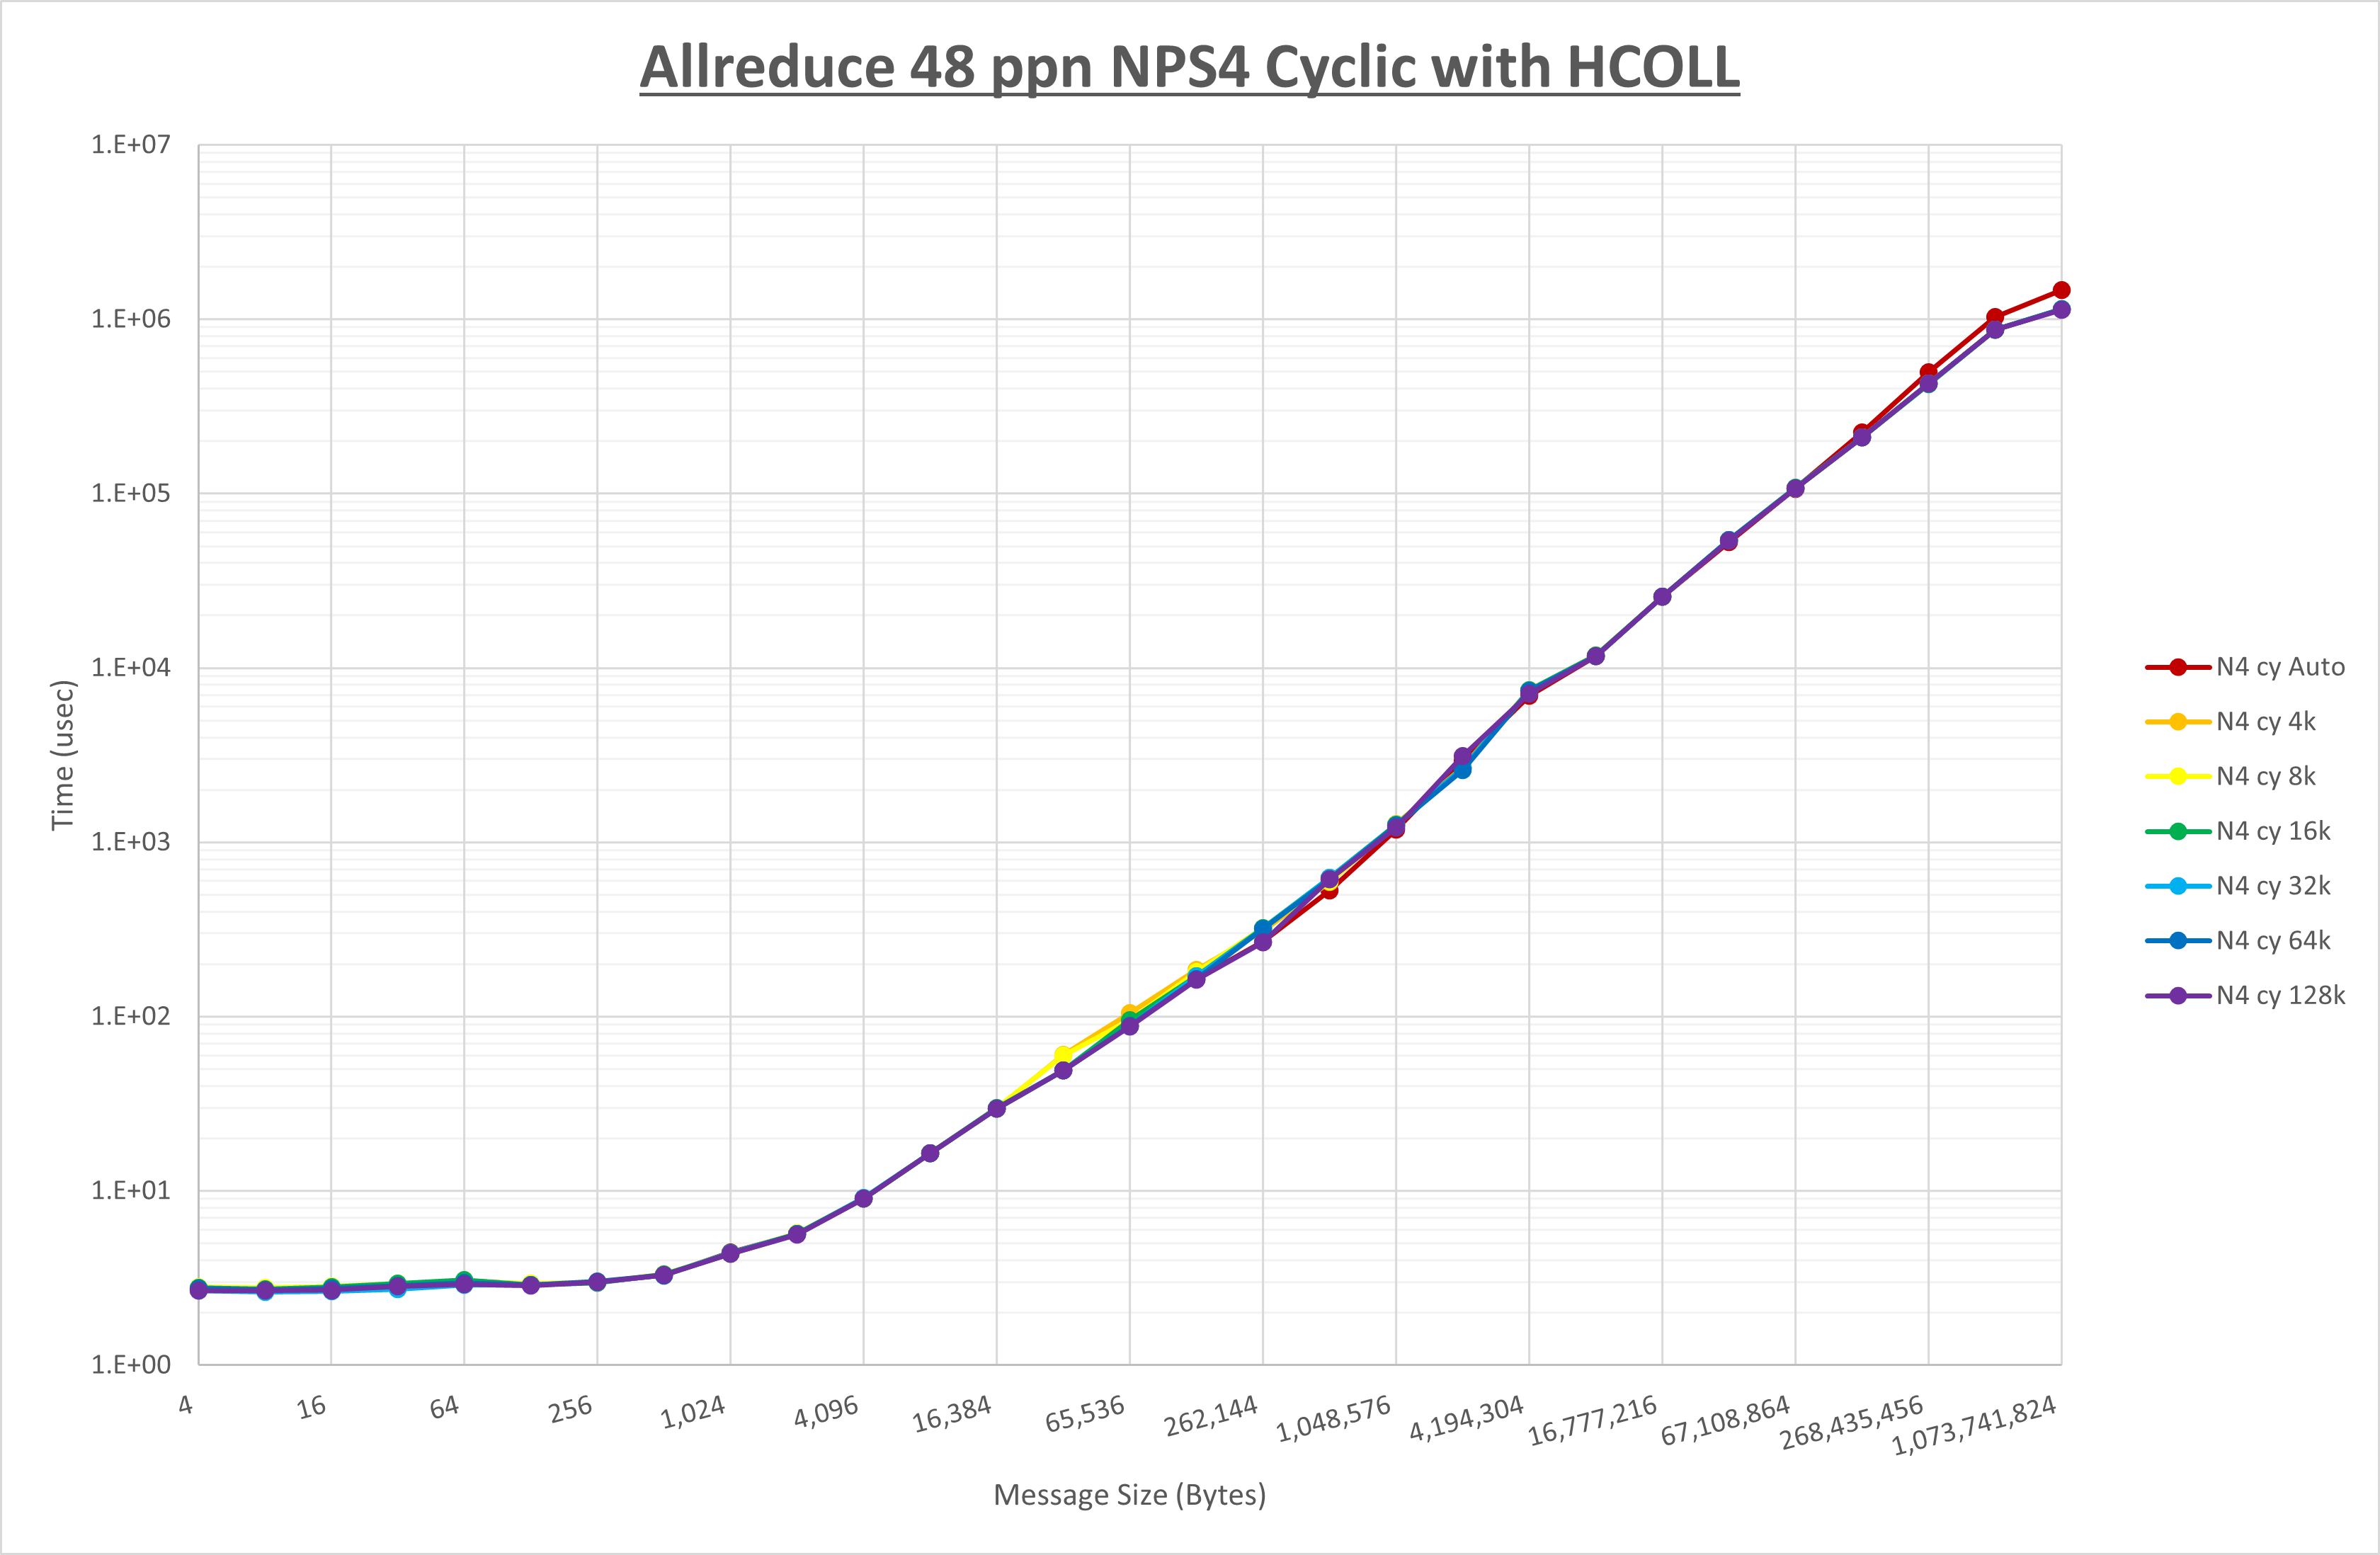 Allreduce 48 ppn NPS4 Cyclic with HCOLL
1.E+07
1.E+06
1.E+05
1.E+04
1.E+03
1.E+02
1.E+01
1.E+00
Time (usec)
4
16
64
256
1,024
4,096
16,384
65,536
262,144
1,048,576
4,194,304
16,777,216
67,108,864
268,435,456
1,073,741,824
Message Size (Bytes)
N4 cy Auto
N4 cy 4k
N4 cy 8k
N4 cy 16k
N4 cy 32k
N4 cy 64k
N4 cy 128k